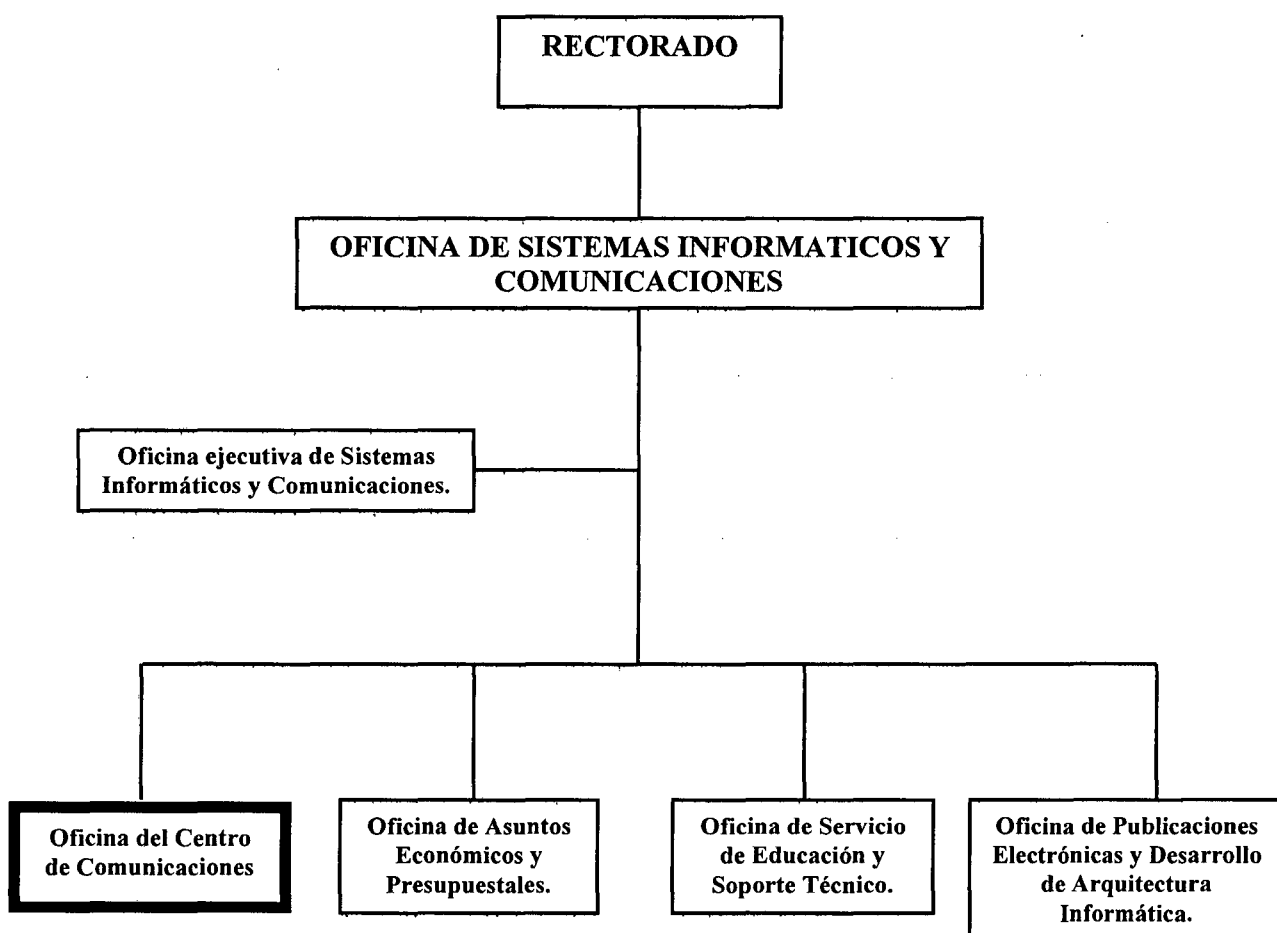 RECTORADO
OFICINA DE SISTEMAS INFORMATICOS Y
COMUNICACIONES
Oficina ejecutiva de Sistemas
Informáticos y Comunicaciones.
Oficina del Centro
de Comunicaciones
Oficina de Asuntos
Económicos y
Presupuestales.
Oficina de Servicio
de Educación y
Soporte Técnico.
Oficina de Publicaciones
Electrónicas y Desarrollo
de Arquitectura
Informática.